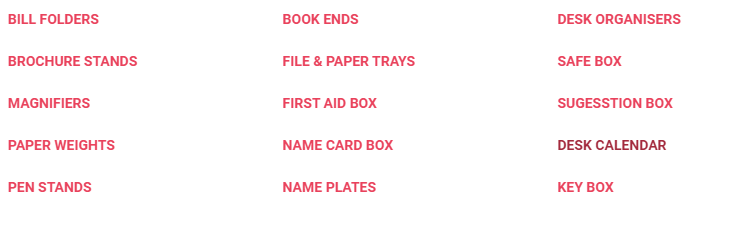 BILL FOLDERS
BOOK ENDS
DESK ORGANISERS
BROCHURE STANDS
FILE & PAPER TRAYS
SAFE BOX
MAGNIFIERS
FIRST AID BOX
SUGESSTION BOX
PAPER WEIGHTS
NAME CARD BOX
DESK CALENDAR
PEN STANDS
NAME PLATES
KEY BOX